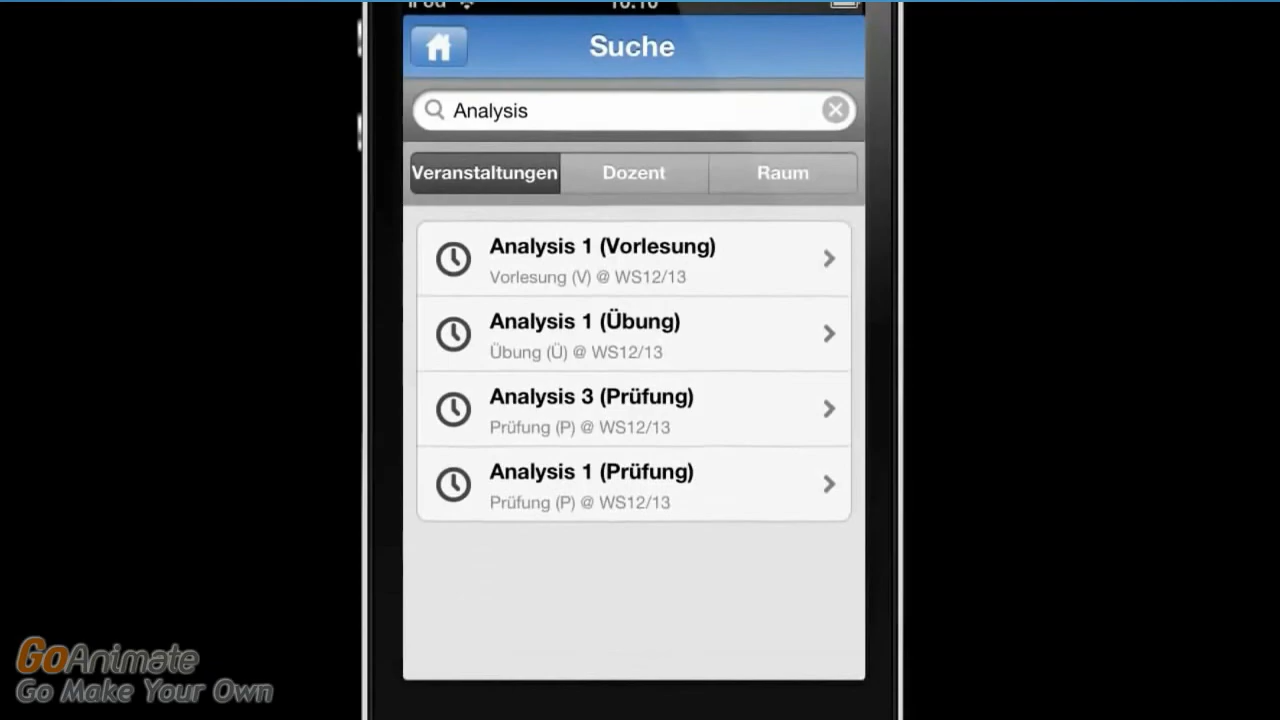 Suche
Analysis
Veranstaltungen
Dozent
Raum
Analysis 1 (Vorlesung)
Vorlesung (V) @ WS12/13
Analysis 1 (Übung)
Übung (Ü) @ WS12/13
Analysis 3 (Prüfung)
Prüfung (P) @ WS12/13
Analysis 1 (Prüfung)
Prüfung (P) @ WS12/13
GoAnimate
Go Make Your Own